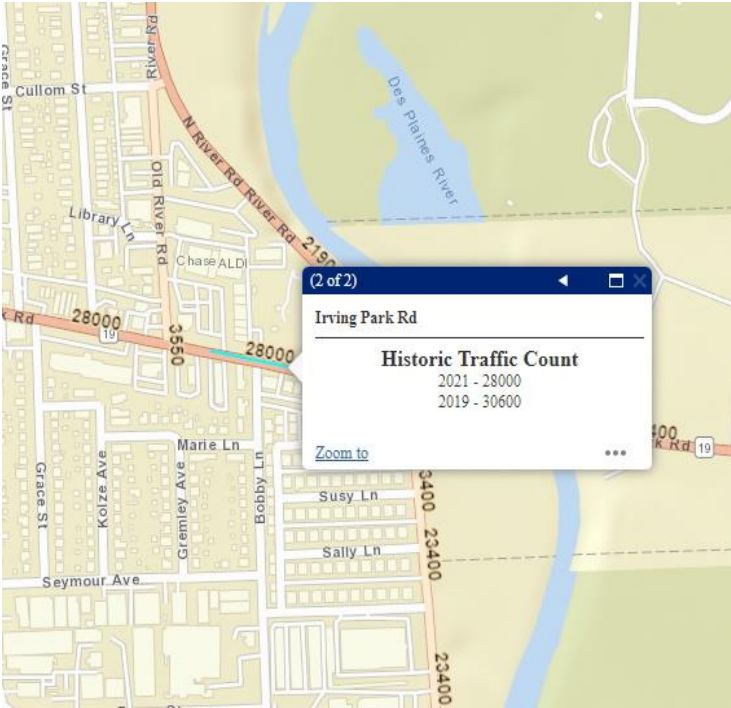 River Rd
Grace St
Cullom St
N River Rd
River Rd
Old River Rd
Des Plaines River
Library Ln
Chase
ALDI
(2 of 2)
Irving Park Rd
Historic Traffic Count
2021 - 28000
2019 - 30600
Zoom to
Rd
28000
19
3550
28000
Rd
19
Marie Ln
Grace St
Kolze Ave
Gremley Ave
Bobby Ln
Susy Ln
Sally Ln
23400
Seymour Ave
23400